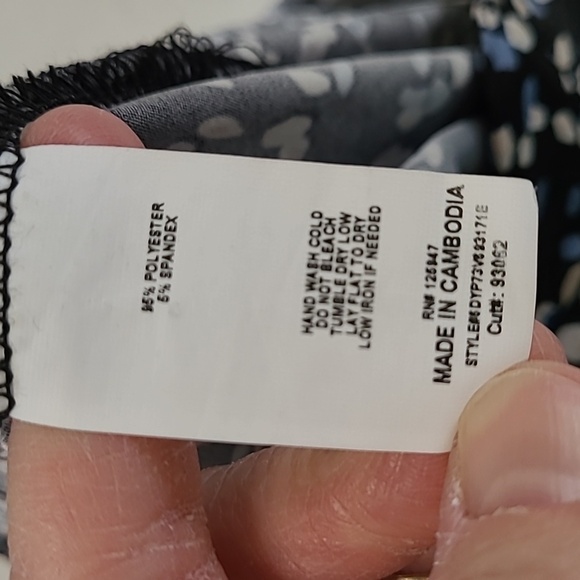 95% POLYESTER
5% SPANDEX
HAND WASH COLD
DO NOT BLEACH
TUMBLE DRY LOW
LAY FLAT TO DRY
LOW IRON IF NEEDED
RN# 125947
MADE IN CAMBODIA
Cut#: 93062